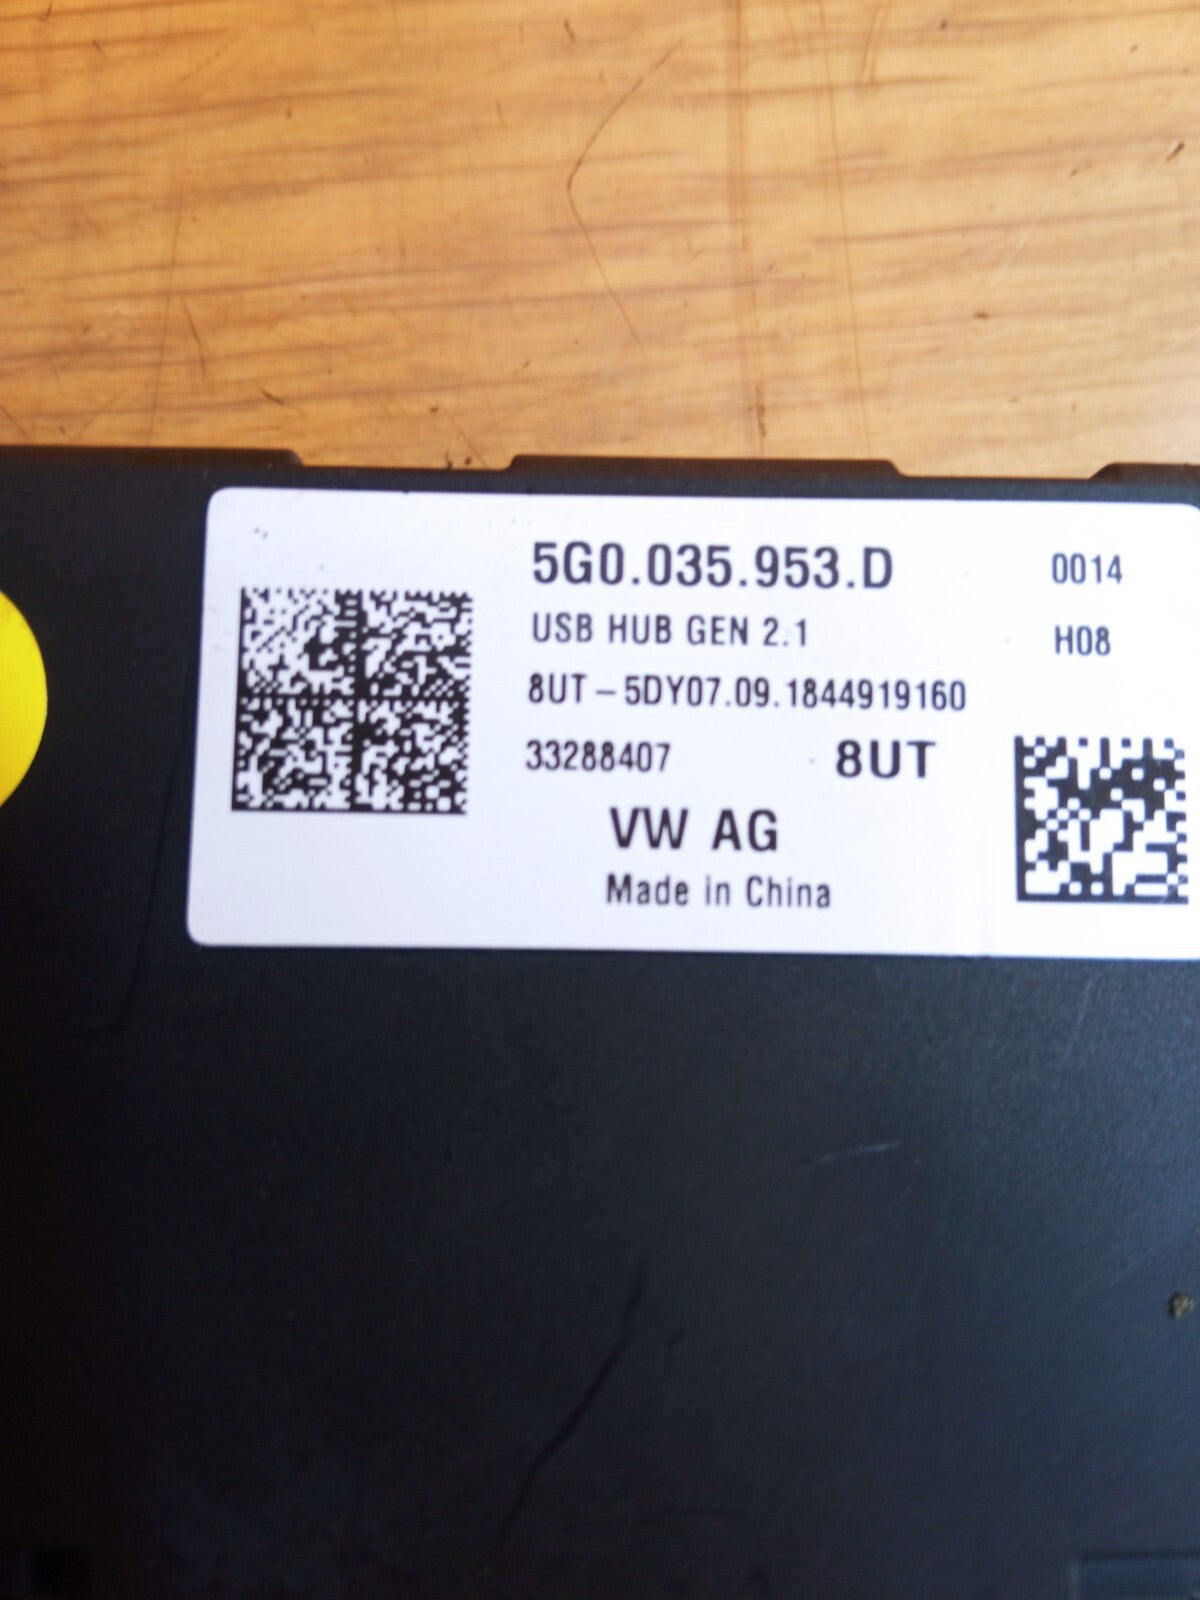 5G0.035.953.D 0014
USB HUB GEN 2.1 H08
8UT – 5DY07.09.1844919160
33288407 8UT
VW AG
Made in China